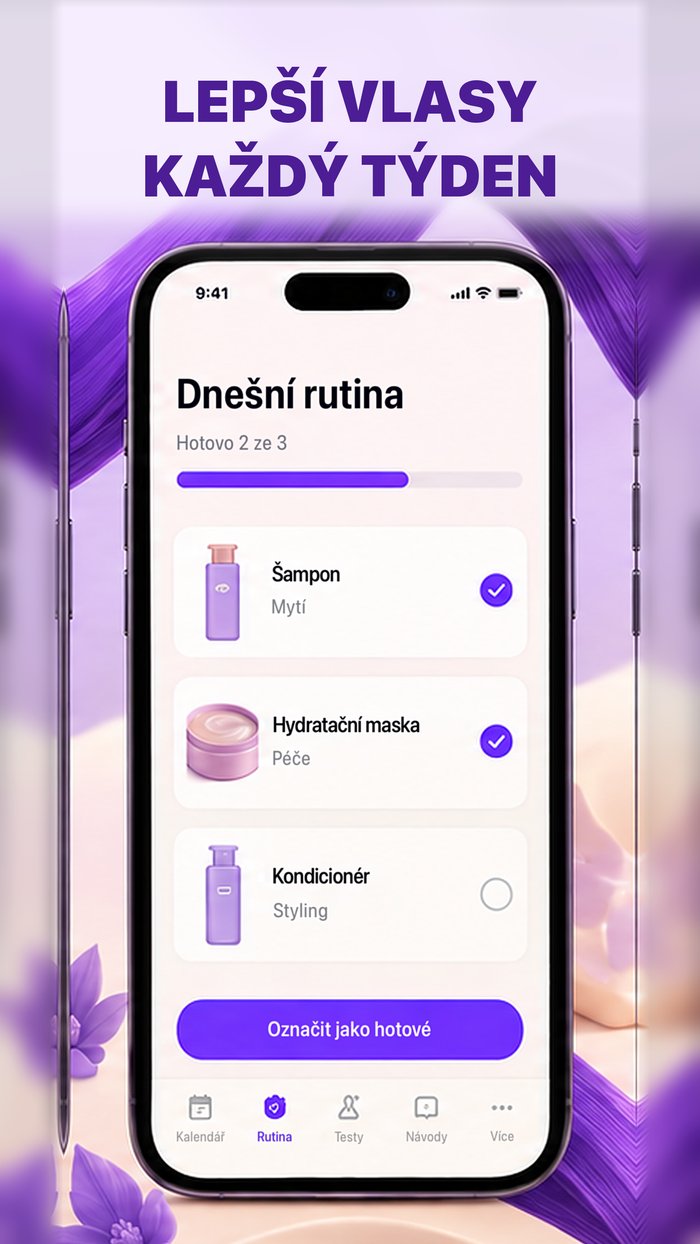 LEPŠÍ VLASY
KAŽDÝ TÝDEN
9:41
Dnešní rutina
Hotovo 2 ze 3
Šampon
Mytí
Hydratační maska
Péče
Kondicionér
Styling
Označit jako hotové
Kalendář
Rutina
Testy
Návody
Více